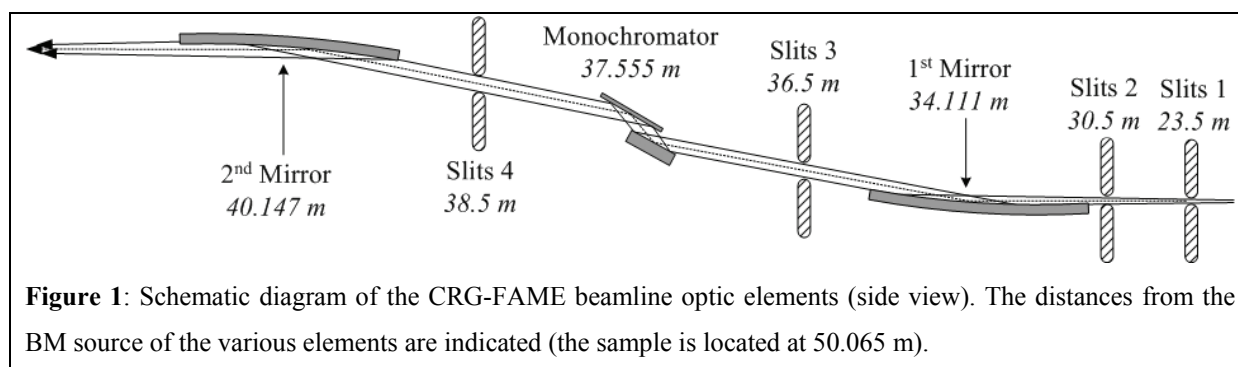 Monochromator
37.555 m
Slits 3
36.5 m
1st Mirror
34.111 m
Slits 2
30.5 m
Slits 1
23.5 m
2nd Mirror
40.147 m
Slits 4
38.5 m
Figure 1: Schematic diagram of the CRG-FAME beamline optic elements (side view). The distances from the
BM source of the various elements are indicated (the sample is located at 50.065 m).